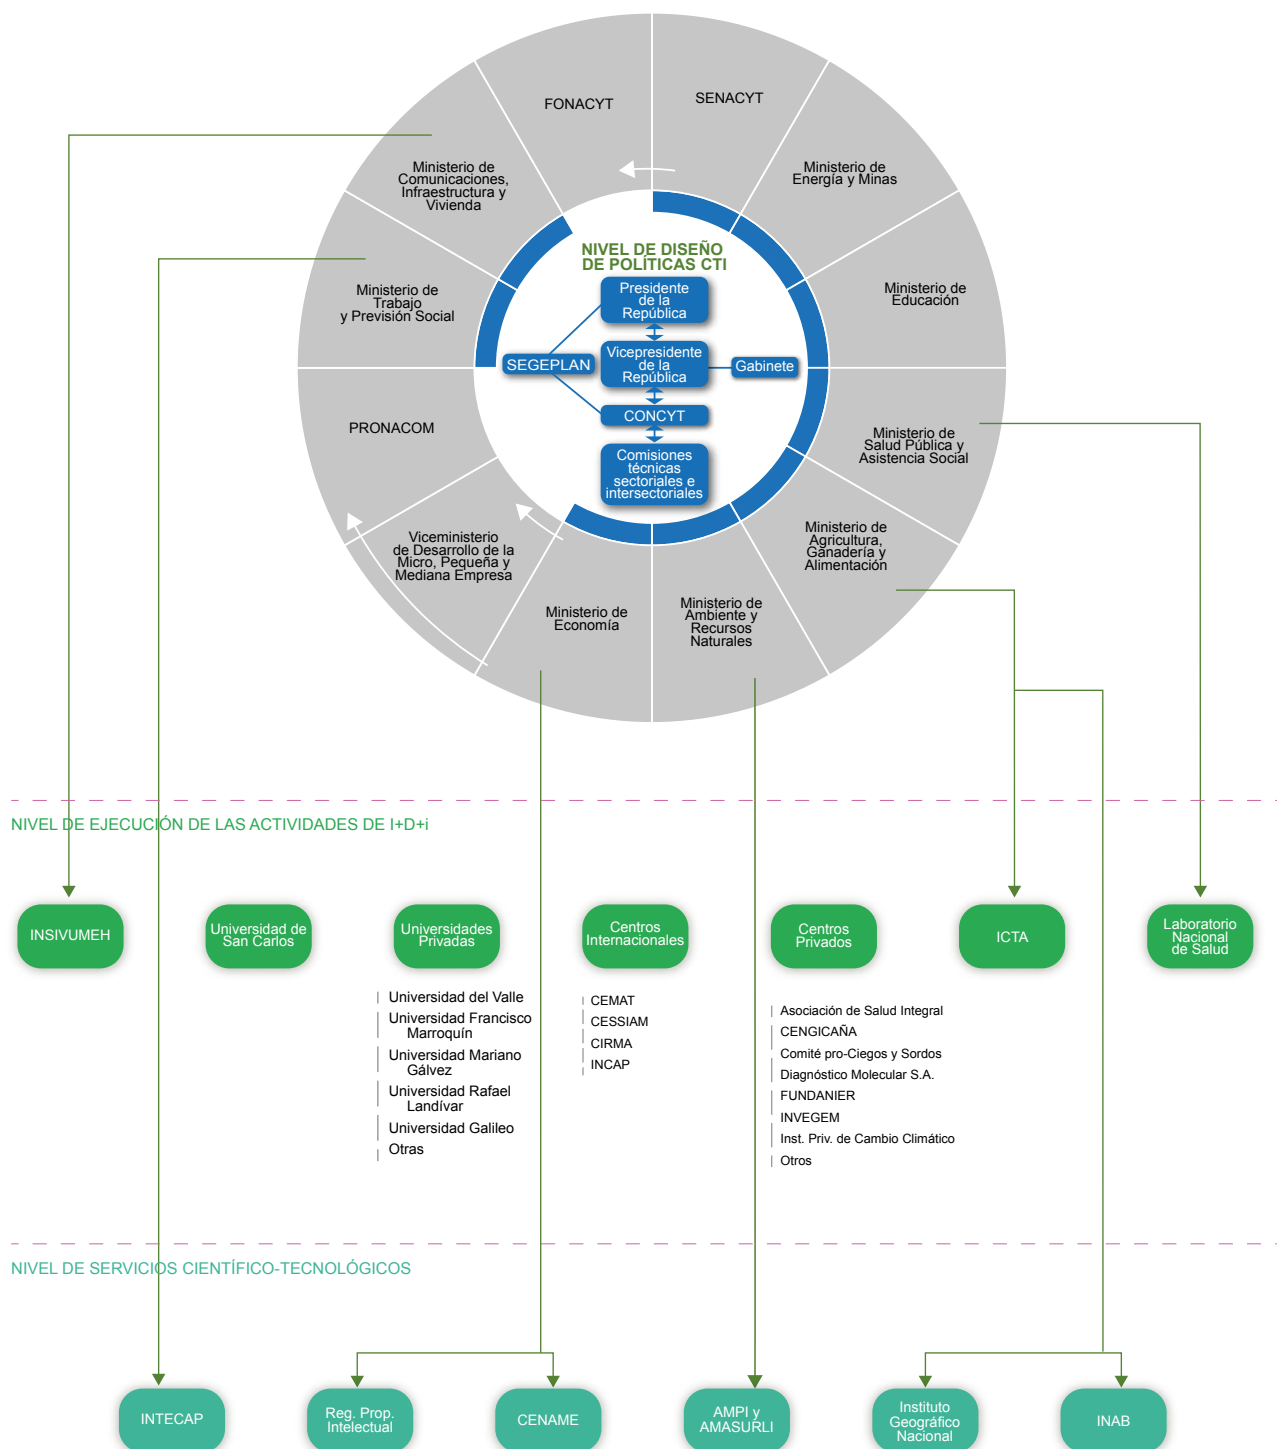 FONACYT
SENACYT
Ministerio de
Comunicaciones,
Infraestructura y
Vivienda
Ministerio de
Energía y Minas
Ministerio de
Trabajo
y Previsión Social
Ministerio de
Educación
PRONACOM
Ministerio de
Salud Pública y
Asistencia Social
Viceministerio
de Desarrollo de la
Micro, Pequeña y
Mediana Empresa
Ministerio de
Agricultura,
Ganadería y
Alimentación
Ministerio de
Economía
Ministerio de
Ambiente y
Recursos
Naturales
NIVEL DE DISEÑO
DE POLÍTICAS CTI
Presidente
de la
República
SEGEPLAN
Vicepresidente
de la
República
Gabinete
CONCYT
Comisiones
técnicas
sectoriales e
intersectoriales
NIVEL DE EJECUCIÓN DE LAS ACTIVIDADES DE I+D+i
INSIVUMEH
Universidad de
San Carlos
Universidades
Privadas
Centros
Internacionales
Centros
Privados
ICTA
Laboratorio
Nacional
de Salud
Universidad del Valle
Universidad Francisco
Marroquín
Universidad Mariano
Gálvez
Universidad Rafael
Landívar
Universidad Galileo
Otras
CEMAT
CESSIAM
CIRMA
INCAP
Asociación de Salud Integral
CENGICAÑA
Comité pro-Ciegos y Sordos
Diagnóstico Molecular S.A.
FUNDANIER
INVEGEM
Inst. Priv. de Cambio Climático
Otros
NIVEL DE SERVICIOS CIENTÍFICO-TECNOLÓGICOS
INTECAP
Reg. Prop.
Intelectual
CENAME
AMPI y
AMASURLI
Instituto
Geográfico
Nacional
INAB